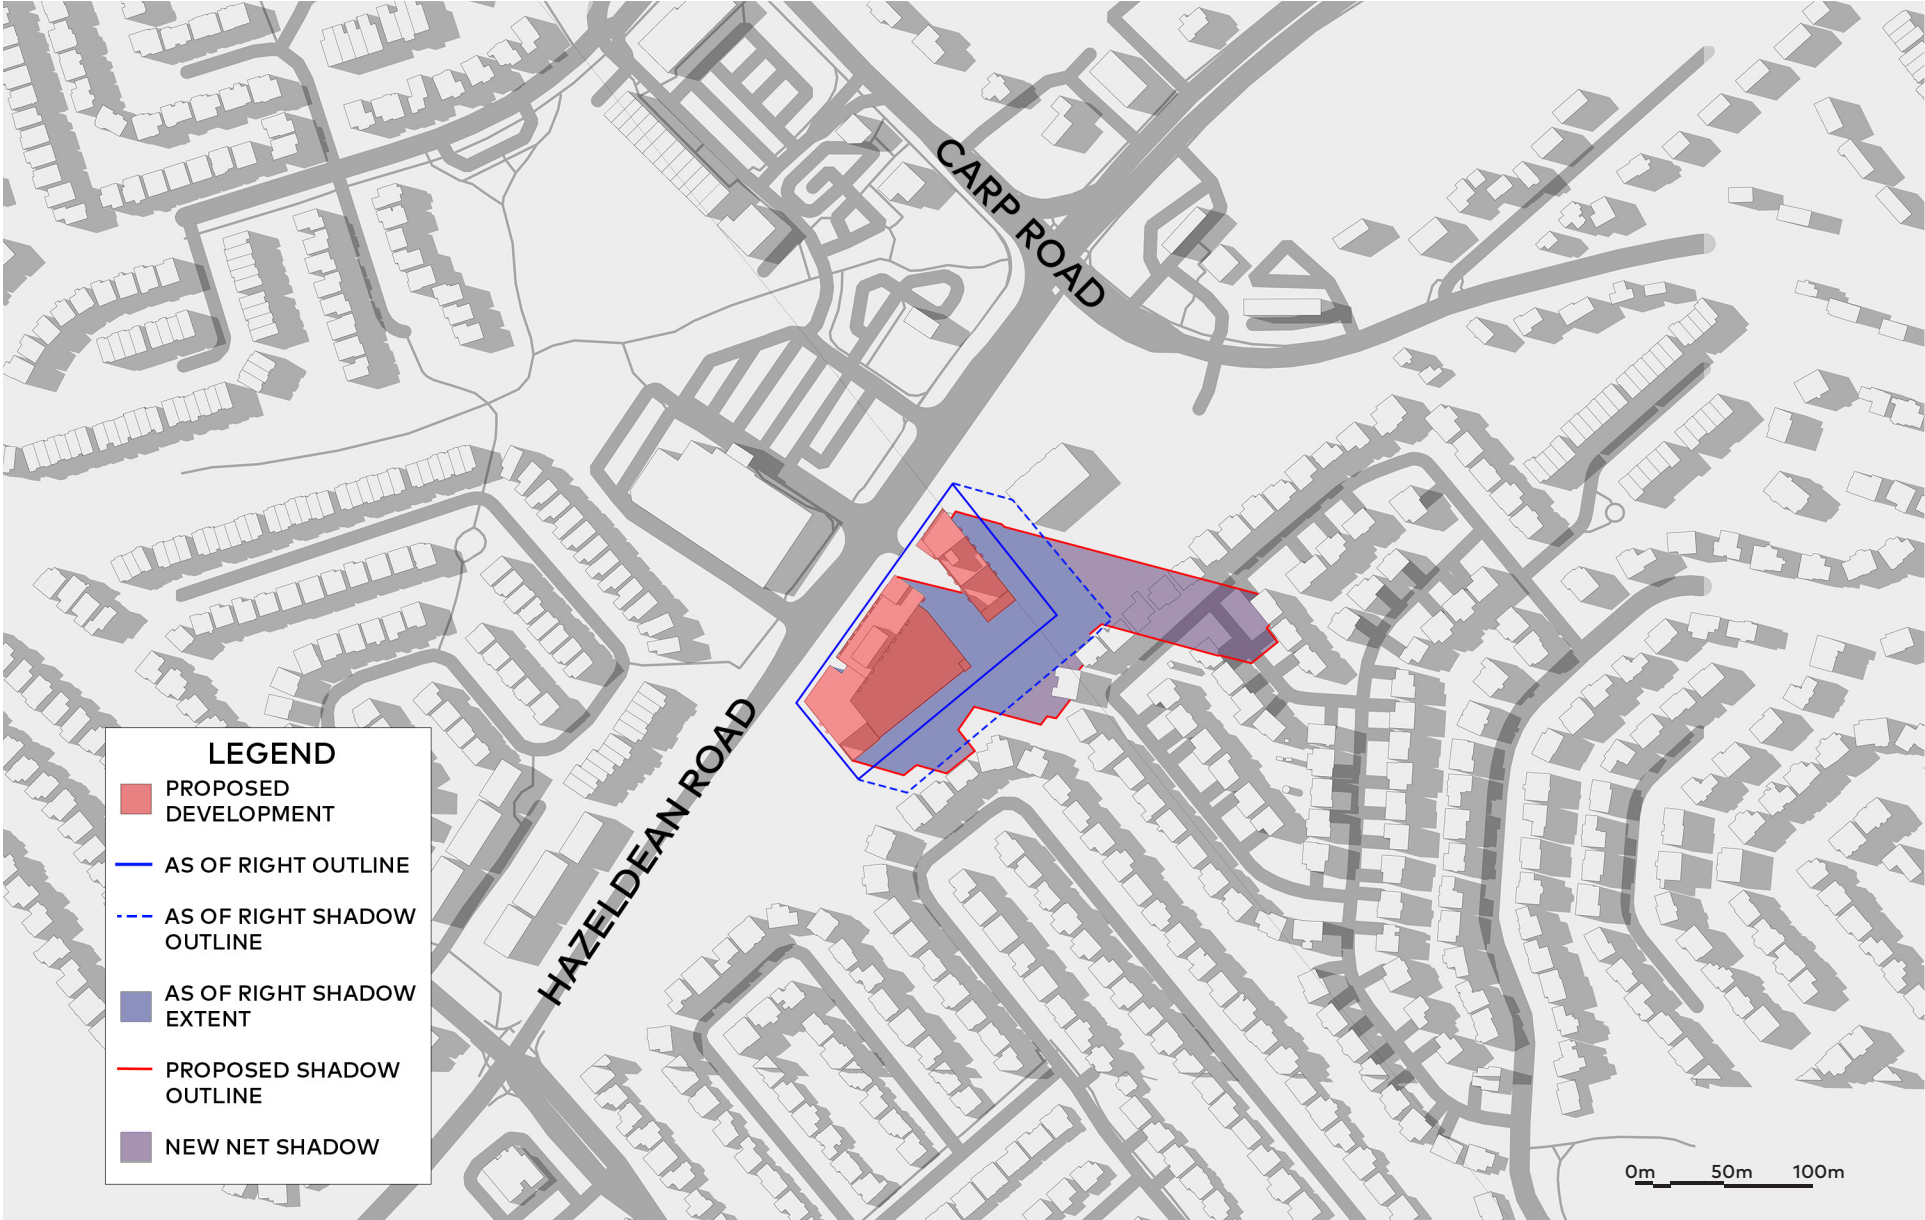 CARP ROAD
HAZELDEAN ROAD
LEGEND
PROPOSED
DEVELOPMENT
AS OF RIGHT OUTLINE
AS OF RIGHT SHADOW
OUTLINE
AS OF RIGHT SHADOW
EXTENT
PROPOSED SHADOW
OUTLINE
NEW NET SHADOW
0m 50m 100m